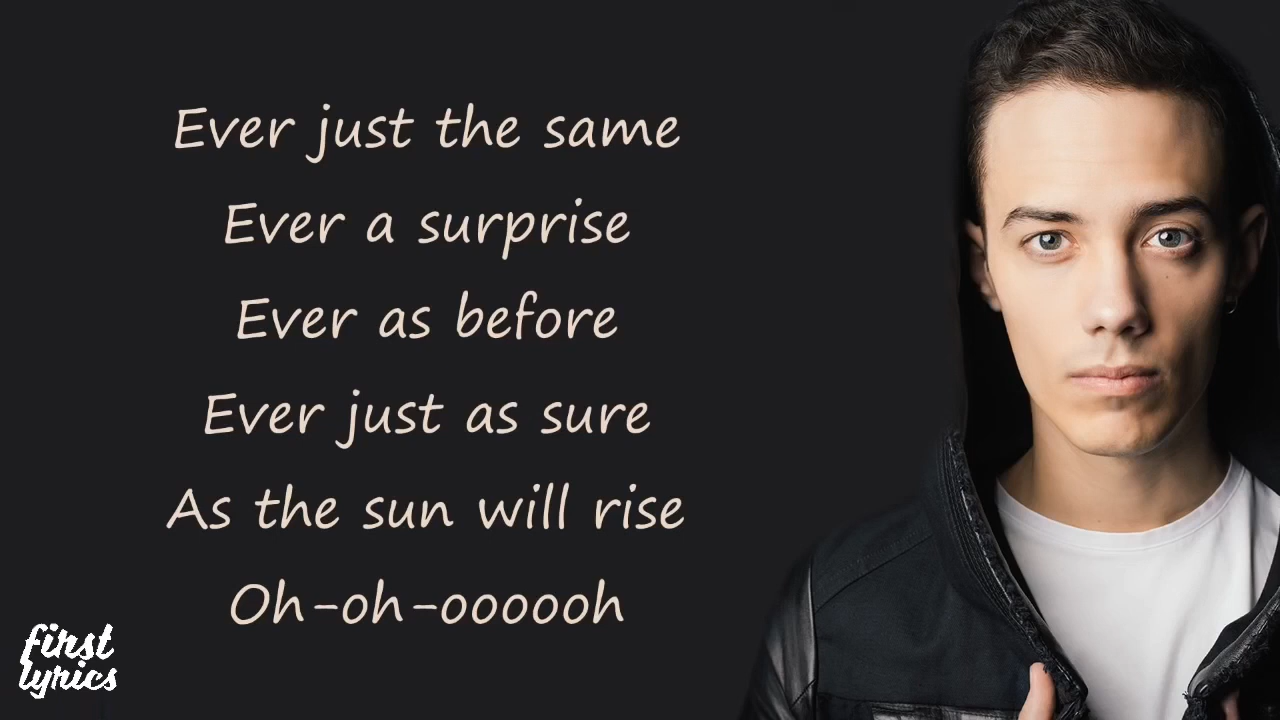 Ever just the same
Ever a surprise
Ever as before
Ever just as sure
As the sun will rise
Oh-oh-oooooh
first
lyrics